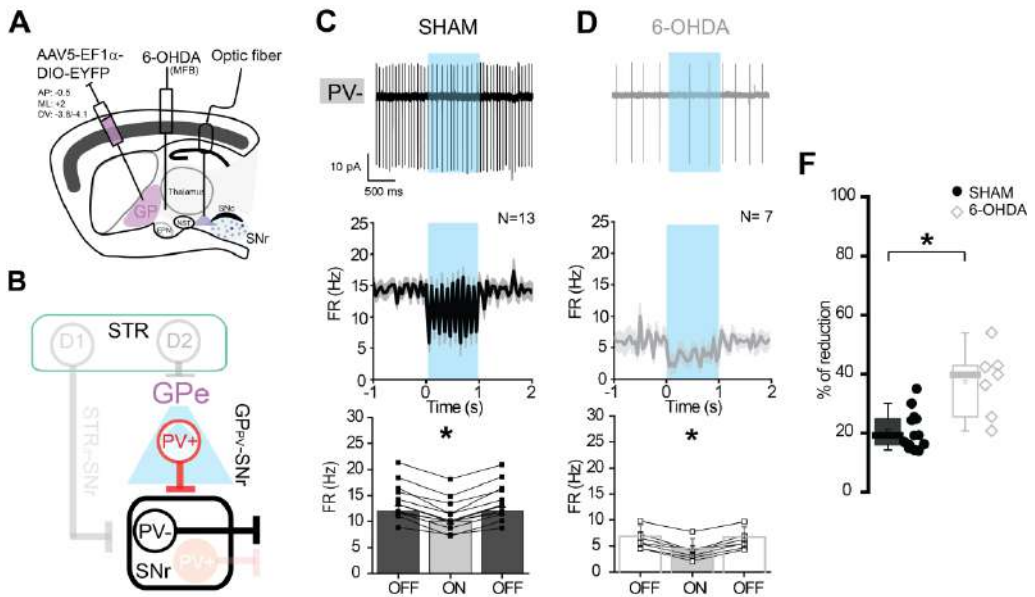 A
AAV5-EF1α-
DIO-EYFP
AP: -0.5
ML: +2
DV: -3.8/-4.1
6-OHDA
(MFB)
Optic fiber
GP
Thalamus
EPN
SNc
SNr
B
STR
D1
D2
GPe
PV+
STR-SNr
GPPV-SNr
PV-
PV+
SNr
C
SHAM
PV-
10 pA
500 ms
N=13
25
20
15
10
5
0
FR (Hz)
-1 0 1 2
Time (s)
*
30
25
20
15
10
5
0
FR (Hz)
OFF ON OFF
D
6-OHDA
N= 7
25
20
15
10
5
0
FR (Hz)
-1 0 1 2
Time (s)
*
30
25
20
15
10
5
0
FR (Hz)
OFF ON OFF
F
SHAM
6-OHDA
100
80
60
40
20
0
% of reduction
*